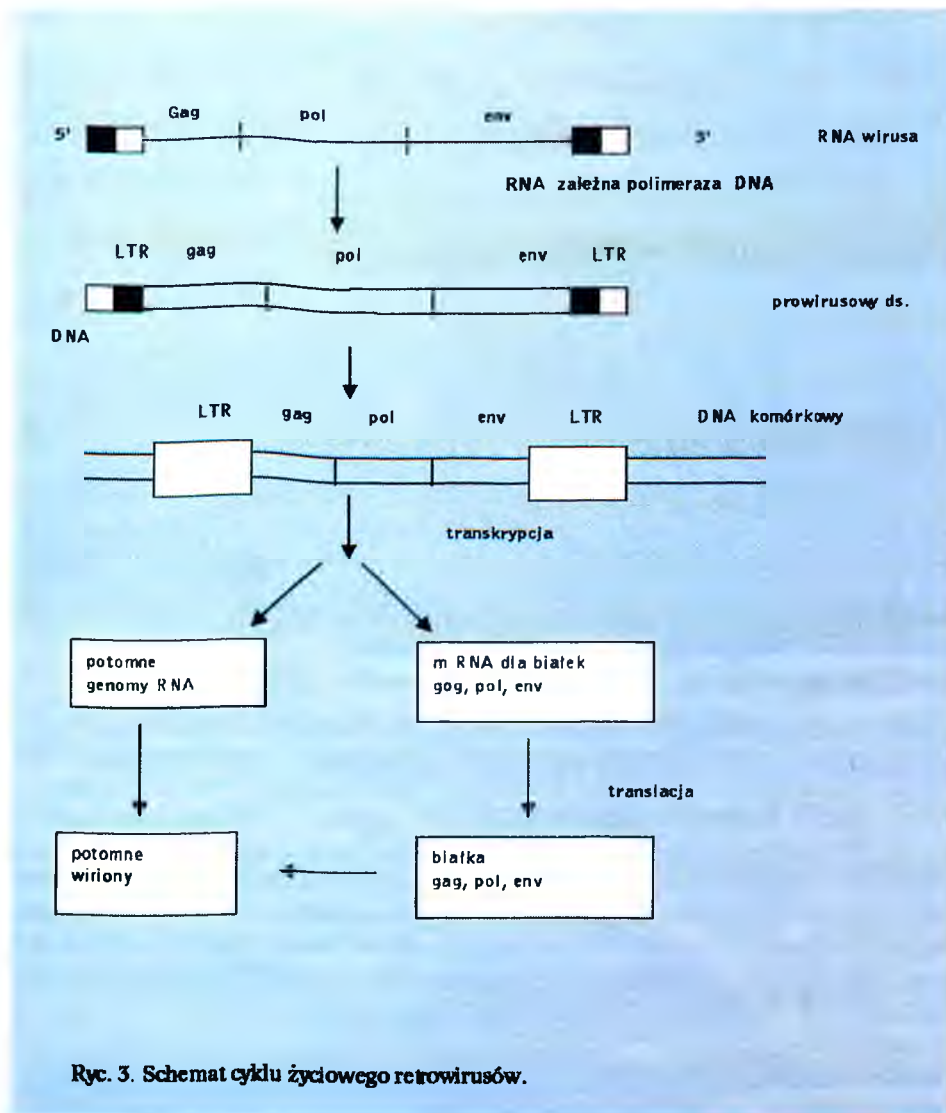 Gag pol env
5' 3' RNA wirusa
RNA zależna polimeraza DNA
LTR gag pol env LTR
prowirusowy ds.
DNA
LTR gag pol env LTR DNA komórkowy
transkrypcja
potomne
genomy RNA
m RNA dla białek
gog, pol, env
translacja
potomne
wiriony
białka
gag, pol, env
Ryc. 3. Schemat cyklu życiowego retrowirusów.